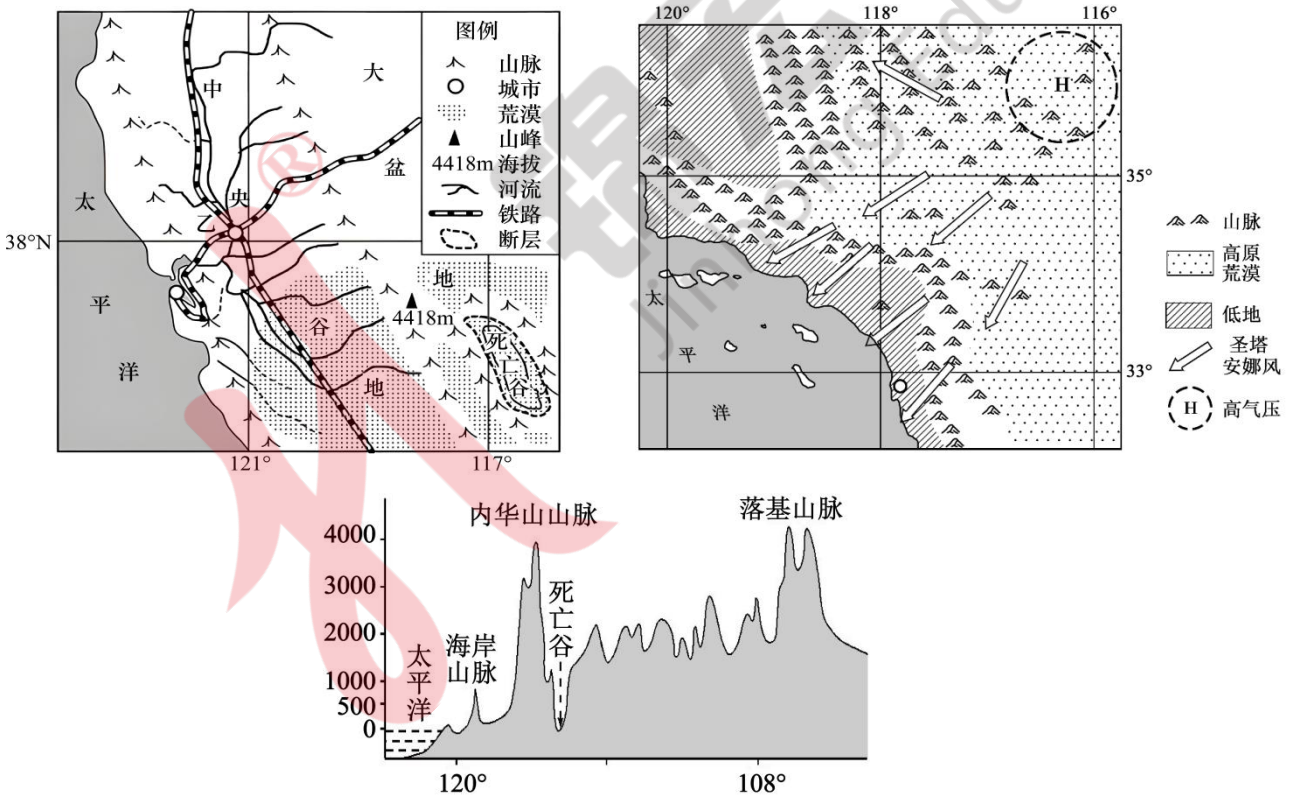 图例
山脉
城市
荒漠
山峰
4418m 海拔
河流
铁路
断层
大
盆
地
中
央
谷
地
乙
太
平
洋
38°N
4418m
死
亡
谷
121°
117°
120°
118°
116°
H
35°
33°
太
平
洋
山脉
高原
荒漠
低地
圣塔
安娜风
H
高气压
内华山山脉
落基山脉
4000
3000
2000
1000
500
0
太
平
洋
海岸
山脉
死
亡
谷
120°
108°
®
jinhong Edu